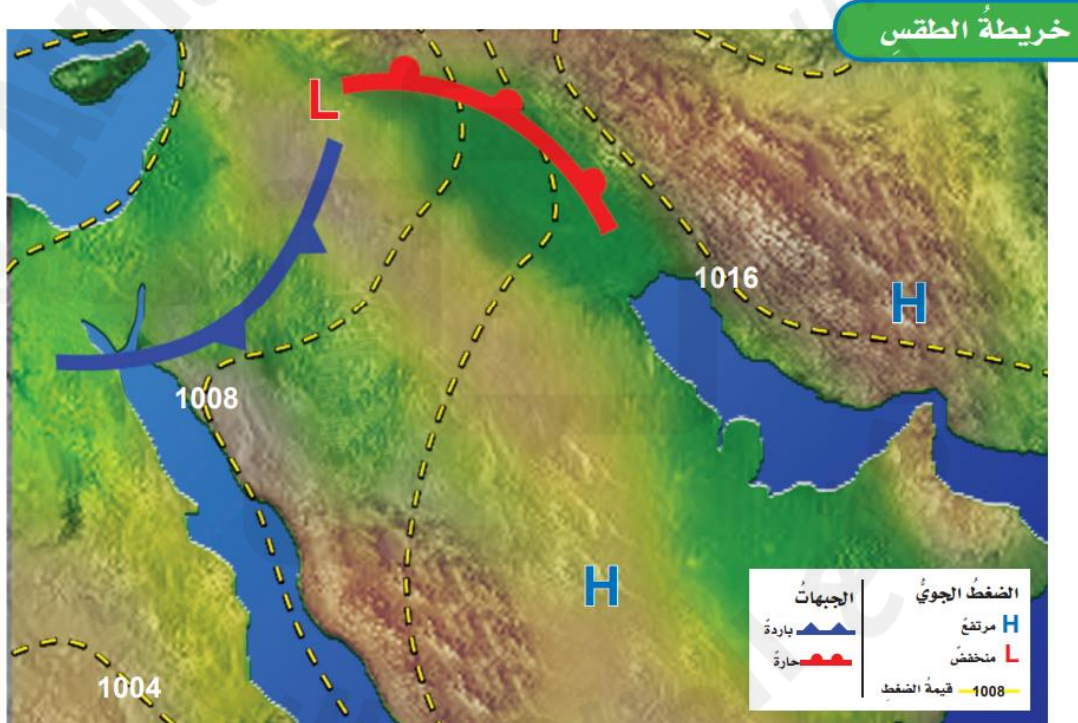 خريطةُ الطقسِ
L
1016
H
1008
H
1004
الضغطُ الجويُّ
H مرتفعٌ
L منخفضٌ
1008 قيمةُ الضغطِ
الجبهاتُ
باردةٌ
حارةٌ